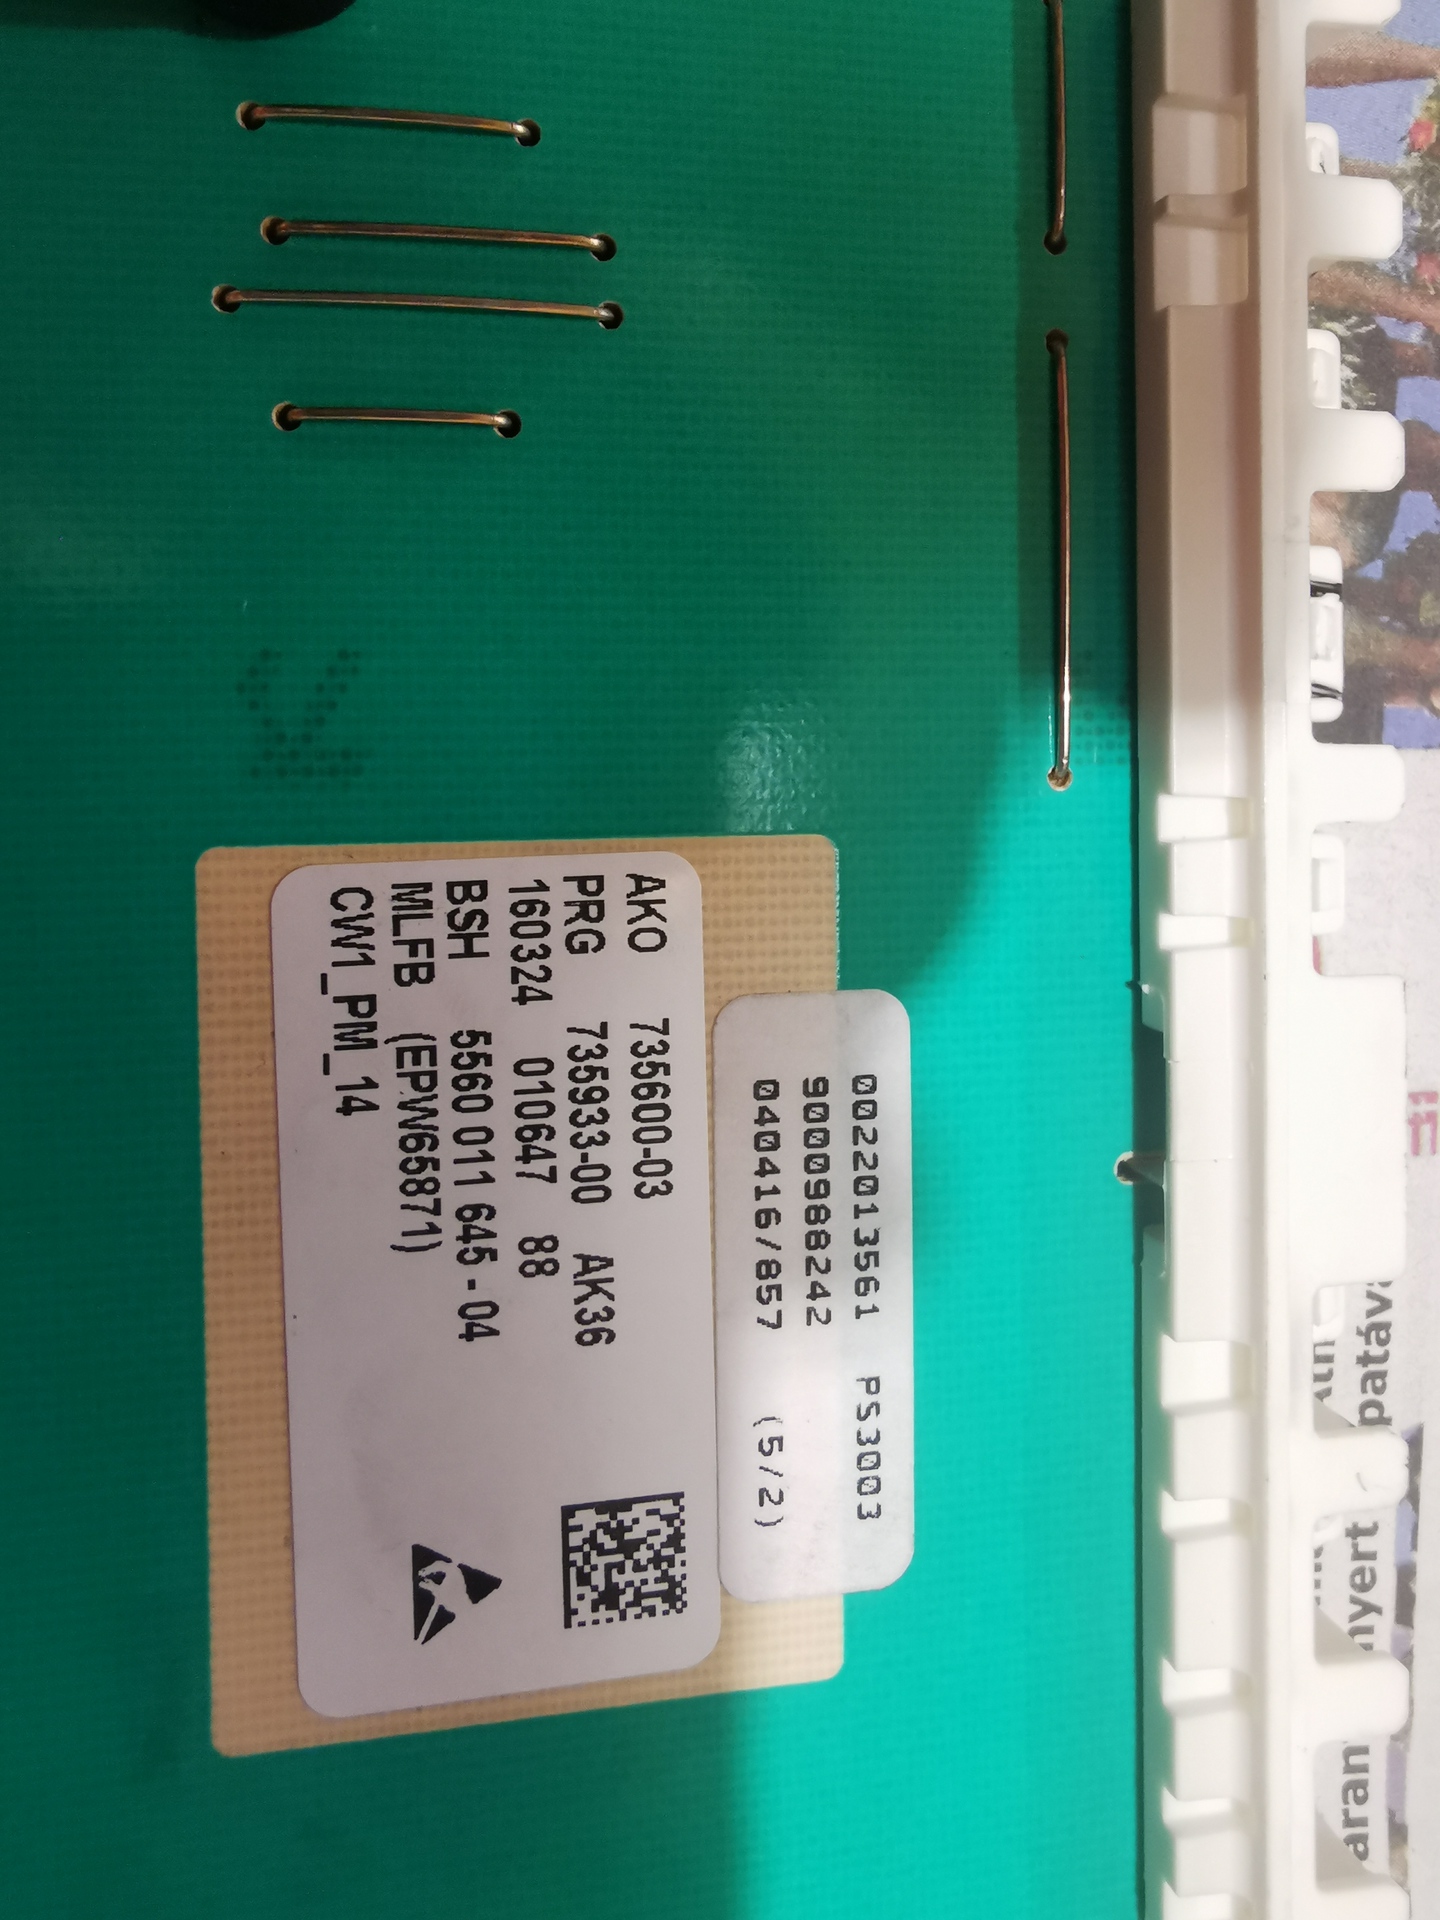 0022013561 PS3003
9000988242
040416/857 (5/2)
AKO 735600-03
PRG 735933-00 AK36
160324 010647 88
BSH 5560 011 645 - 04
MLFB (EPW65871)
CW1_PM_14
patáv
nyert
aran